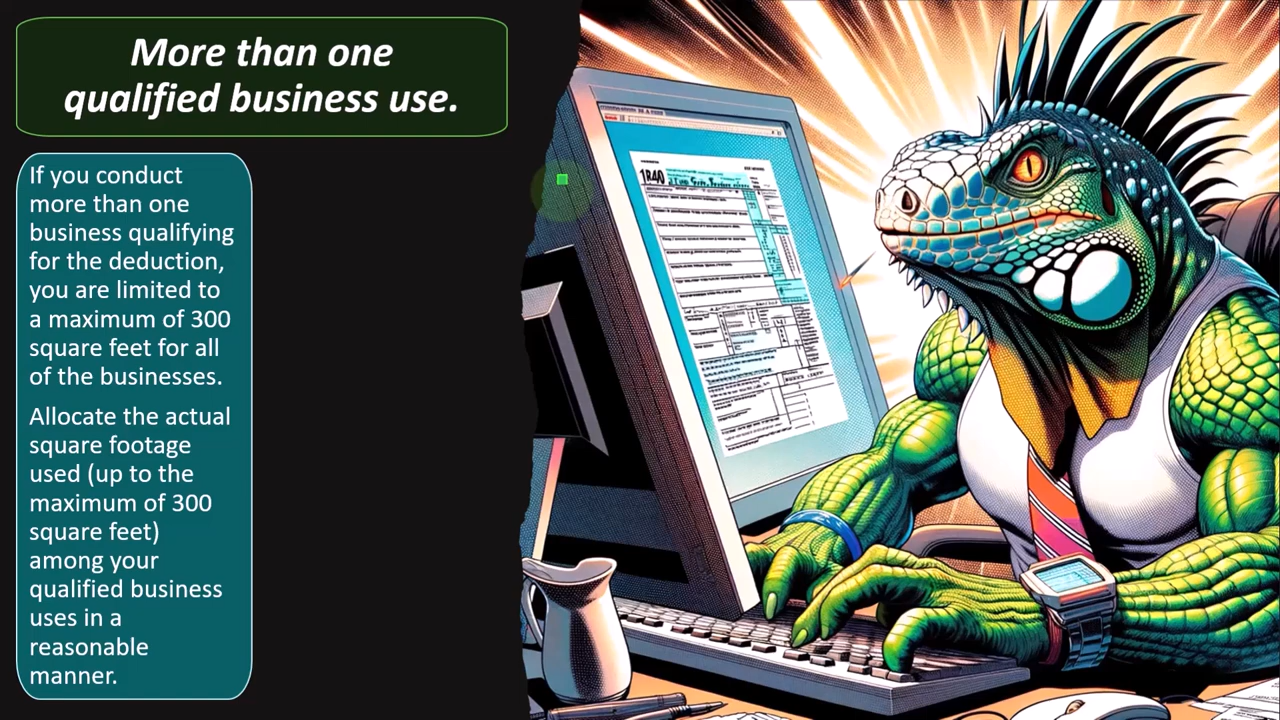 More than one
qualified business use.
If you conduct
more than one
business qualifying
for the deduction,
you are limited to
a maximum of 300
square feet for all
of the businesses.
Allocate the actual
square footage
used (up to the
maximum of 300
square feet)
among your
qualified business
uses in a
reasonable
manner.
1B40